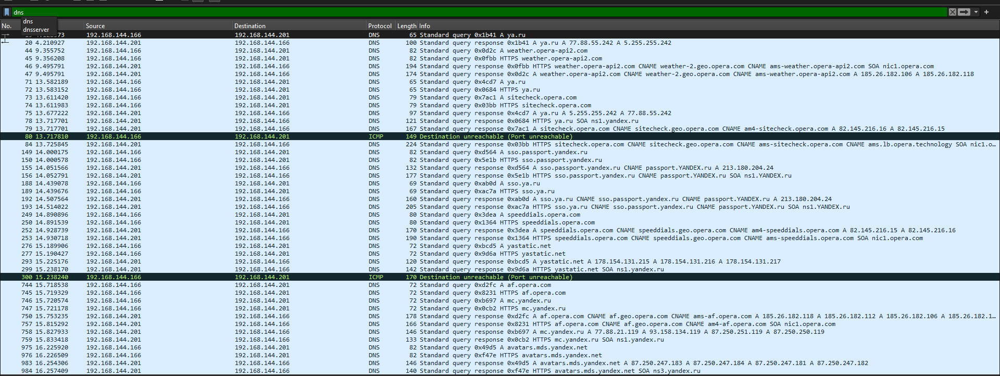 dns
dns
dnsserver
No. Source Destination Protocol Length Info
192.168.144.166 192.168.144.201 DNS 65 Standard query 0x1b41 A ya.ru
20 4.210927 192.168.144.201 192.168.144.166 DNS 100 Standard query response 0x1b41 A ya.ru A 77.88.55.242 A 5.255.255.242
44 9.355752 192.168.144.166 192.168.144.201 DNS 82 Standard query 0x0d2c A weather.opera-api2.com
45 9.356208 192.168.144.166 192.168.144.201 DNS 82 Standard query 0x0fbb HTTPS weather.opera-api2.com
46 9.495791 192.168.144.201 192.168.144.166 DNS 194 Standard query response 0x0fbb HTTPS weather.opera-api2.com CNAME weather-2.geo.opera.com CNAME ams-weather.opera-api2.com SOA nic1.opera.com
47 9.495791 192.168.144.201 192.168.144.166 DNS 174 Standard query response 0x0d2c A weather.opera-api2.com CNAME weather-2.geo.opera.com CNAME ams-weather.opera-api2.com A 185.26.182.106 A 185.26.182.118
71 13.582189 192.168.144.166 192.168.144.201 DNS 65 Standard query 0x4cd7 A ya.ru
72 13.583152 192.168.144.166 192.168.144.201 DNS 65 Standard query 0x0684 HTTPS ya.ru
73 13.611420 192.168.144.166 192.168.144.201 DNS 79 Standard query 0x7ac1 A sitecheck.opera.com
74 13.611983 192.168.144.166 192.168.144.201 DNS 79 Standard query 0x03bb HTTPS sitecheck.opera.com
75 13.677222 192.168.144.201 192.168.144.166 DNS 97 Standard query response 0x4cd7 A ya.ru A 5.255.255.242 A 77.88.55.242
78 13.717701 192.168.144.201 192.168.144.166 DNS 121 Standard query response 0x0684 HTTPS ya.ru SOA ns1.yandex.ru
79 13.717701 192.168.144.201 192.168.144.166 DNS 167 Standard query response 0x7ac1 A sitecheck.opera.com CNAME sitecheck.geo.opera.com CNAME am4-sitecheck.opera.com A 82.145.216.16 A 82.145.216.15
80 13.717810 192.168.144.166 192.168.144.201 ICMP 149 Destination unreachable (Port unreachable)
84 13.725845 192.168.144.201 192.168.144.166 DNS 224 Standard query response 0x03bb HTTPS sitecheck.opera.com CNAME sitecheck.geo.opera.com CNAME ams-sitecheck.opera.com CNAME ams.lb.opera.technology SOA nic1.o…
149 14.000175 192.168.144.166 192.168.144.201 DNS 82 Standard query 0xd564 A sso.passport.yandex.ru
150 14.000578 192.168.144.166 192.168.144.201 DNS 82 Standard query 0x5e1b HTTPS sso.passport.yandex.ru
155 14.051566 192.168.144.201 192.168.144.166 DNS 132 Standard query response 0xd564 A sso.passport.yandex.ru CNAME passport.YANDEX.ru A 213.180.204.24
156 14.052791 192.168.144.201 192.168.144.166 DNS 177 Standard query response 0x5e1b HTTPS sso.passport.yandex.ru CNAME passport.YANDEX.ru SOA ns1.YANDEX.ru
188 14.439078 192.168.144.166 192.168.144.201 DNS 69 Standard query 0xab0d A sso.ya.ru
189 14.439676 192.168.144.166 192.168.144.201 DNS 69 Standard query 0xac7a HTTPS sso.ya.ru
192 14.507564 192.168.144.201 192.168.144.166 DNS 160 Standard query response 0xab0d A sso.ya.ru CNAME sso.passport.yandex.ru CNAME passport.YANDEX.ru A 213.180.204.24
193 14.514022 192.168.144.201 192.168.144.166 DNS 205 Standard query response 0xac7a HTTPS sso.ya.ru CNAME sso.passport.yandex.ru CNAME passport.YANDEX.ru SOA ns1.YANDEX.ru
249 14.890896 192.168.144.166 192.168.144.201 DNS 80 Standard query 0x3dea A speeddials.opera.com
250 14.891539 192.168.144.166 192.168.144.201 DNS 80 Standard query 0x1364 HTTPS speeddials.opera.com
252 14.928739 192.168.144.201 192.168.144.166 DNS 170 Standard query response 0x3dea A speeddials.opera.com CNAME speeddials.geo.opera.com CNAME am4-speeddials.opera.com A 82.145.216.15 A 82.145.216.16
253 14.930718 192.168.144.201 192.168.144.166 DNS 190 Standard query response 0x1364 HTTPS speeddials.opera.com CNAME speeddials.geo.opera.com CNAME ams-speeddials.opera.com SOA nic1.opera.com
276 15.189906 192.168.144.166 192.168.144.201 DNS 72 Standard query 0xbcd5 A yastatic.net
277 15.190427 192.168.144.166 192.168.144.201 DNS 72 Standard query 0x9d6a HTTPS yastatic.net
293 15.225176 192.168.144.201 192.168.144.166 DNS 120 Standard query response 0xbcd5 A yastatic.net A 178.154.131.215 A 178.154.131.216 A 178.154.131.217
299 15.238170 192.168.144.201 192.168.144.166 DNS 142 Standard query response 0x9d6a HTTPS yastatic.net SOA ns1.yandex.ru
300 15.238240 192.168.144.166 192.168.144.201 ICMP 170 Destination unreachable (Port unreachable)
744 15.718538 192.168.144.166 192.168.144.201 DNS 72 Standard query 0xd2fc A af.opera.com
745 15.719329 192.168.144.166 192.168.144.201 DNS 72 Standard query 0x8231 HTTPS af.opera.com
746 15.720574 192.168.144.166 192.168.144.201 DNS 72 Standard query 0xb697 A mc.yandex.ru
747 15.721178 192.168.144.166 192.168.144.201 DNS 72 Standard query 0x0cb2 HTTPS mc.yandex.ru
750 15.753235 192.168.144.201 192.168.144.166 DNS 178 Standard query response 0xd2fc A af.opera.com CNAME af.geo.opera.com CNAME ams-af.opera.com A 185.26.182.118 A 185.26.182.112 A 185.26.182.106 A 185.26.182.1…
757 15.815292 192.168.144.201 192.168.144.166 DNS 166 Standard query response 0x8231 HTTPS af.opera.com CNAME af.geo.opera.com CNAME am4-af.opera.com SOA nic1.opera.com
758 15.827933 192.168.144.201 192.168.144.166 DNS 146 Standard query response 0xb697 A mc.yandex.ru A 77.88.21.119 A 93.158.134.119 A 87.250.251.119 A 87.250.250.119
759 15.833418 192.168.144.201 192.168.144.166 DNS 133 Standard query response 0x0cb2 HTTPS mc.yandex.ru SOA ns1.yandex.ru
975 16.225920 192.168.144.166 192.168.144.201 DNS 82 Standard query 0x49d5 A avatars.mds.yandex.net
976 16.226509 192.168.144.166 192.168.144.201 DNS 82 Standard query 0xf47e HTTPS avatars.mds.yandex.net
983 16.254306 192.168.144.201 192.168.144.166 DNS 146 Standard query response 0x49d5 A avatars.mds.yandex.net A 87.250.247.183 A 87.250.247.184 A 87.250.247.181 A 87.250.247.182
984 16.257409 192.168.144.201 192.168.144.166 DNS 140 Standard query response 0xf47e HTTPS avatars.mds.yandex.net SOA ns3.yandex.ru